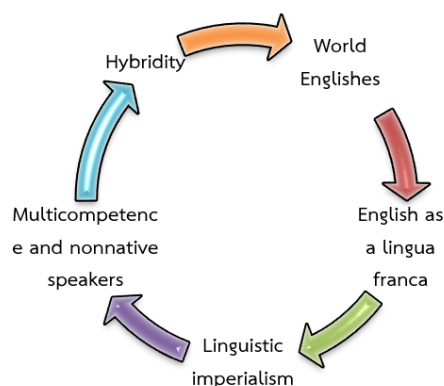 Hybridity
World
Englishes
English as
a lingua
franca
Linguistic
imperialism
Multicompetenc
e and nonnative
speakers